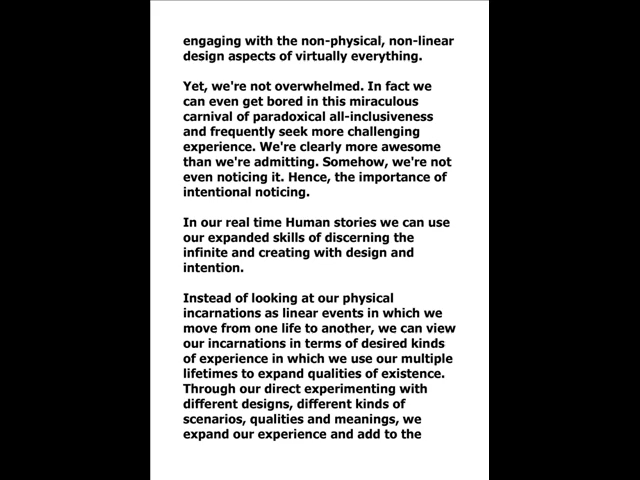 engaging with the non-physical, non-linear
design aspects of virtually everything.
Yet, we're not overwhelmed. In fact we
can even get bored in this miraculous
carnival of paradoxical all-inclusiveness
and frequently seek more challenging
experience. We're clearly more awesome
than we're admitting. Somehow, we're not
even noticing it. Hence, the importance of
intentional noticing.
In our real time Human stories we can use
our expanded skills of discerning the
infinite and creating with design and
intention.
Instead of looking at our physical
incarnations as linear events in which we
move from one life to another, we can view
our incarnations in terms of desired kinds
of experience in which we use our multiple
lifetimes to expand qualities of existence.
Through our direct experimenting with
different designs, different kinds of
scenarios, qualities and meanings, we
expand our experience and add to the